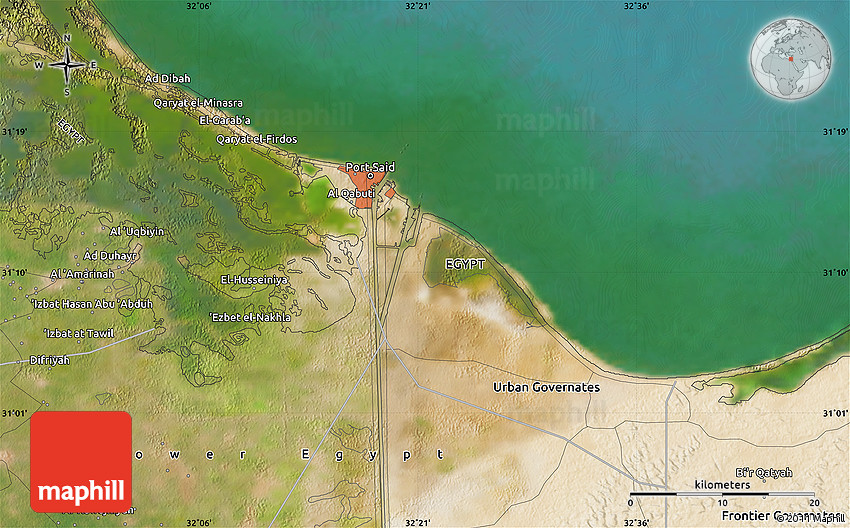 32°06'
32°21'
32°36'
N
W
E
S
Ad Dibah
Qaryat el-Minasra
El-Garab'a
maphill
maphill
31°19
31°19
EGYPT
Qaryat el-Firdos
Port Said
maphill
Al Qabuti
Al 'Uqbiyin
Ad Duhayr
EGYPT
31°10
Al 'Amarinah
31°10
El-Husseiniya
'Izbat Hasan Abu 'Abduh
'Ezbet el-Nakhla
'Izbat at Tawil
Difriyah
Urban Governates
31°01
31°01
ower Egypt
Bi'r Qatyah
maphill
kilometers
0 10 20
Frontier Governates
© 2011 Maphill
32°06'
32°21'
32°36'